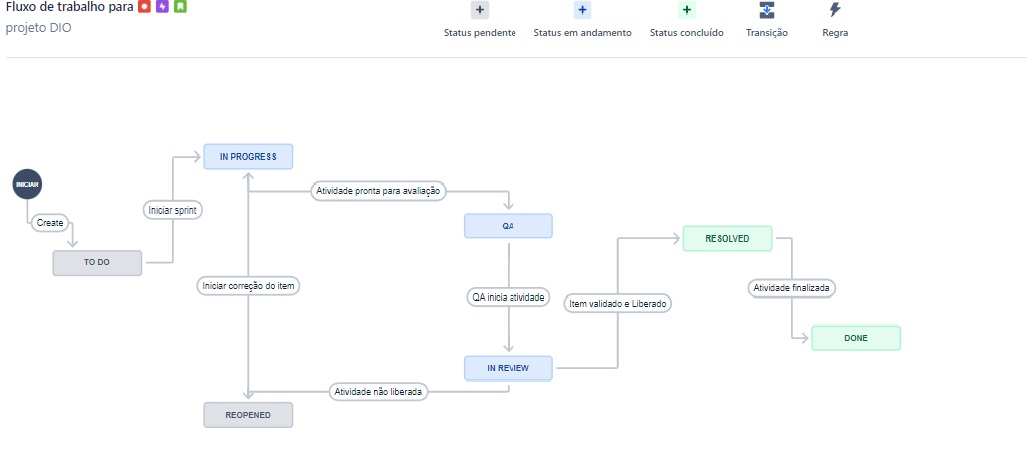 Fluxo de trabalho para
projeto DIO
Status pendente
Status em andamento
Status concluído
Transição
Regra
INICIAR
Create
TO DO
Iniciar sprint
IN PROGRESS
Atividade pronta para avaliação
QA
Iniciar correção do item
QA inicia atividade
Item validado e Liberado
RESOLVED
Atividade finalizada
DONE
IN REVIEW
Atividade não liberada
REOPENED